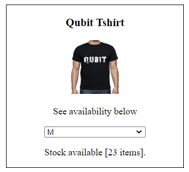 Qubit Tshirt
QUBIT
See availability below
M
Stock available [23 items].